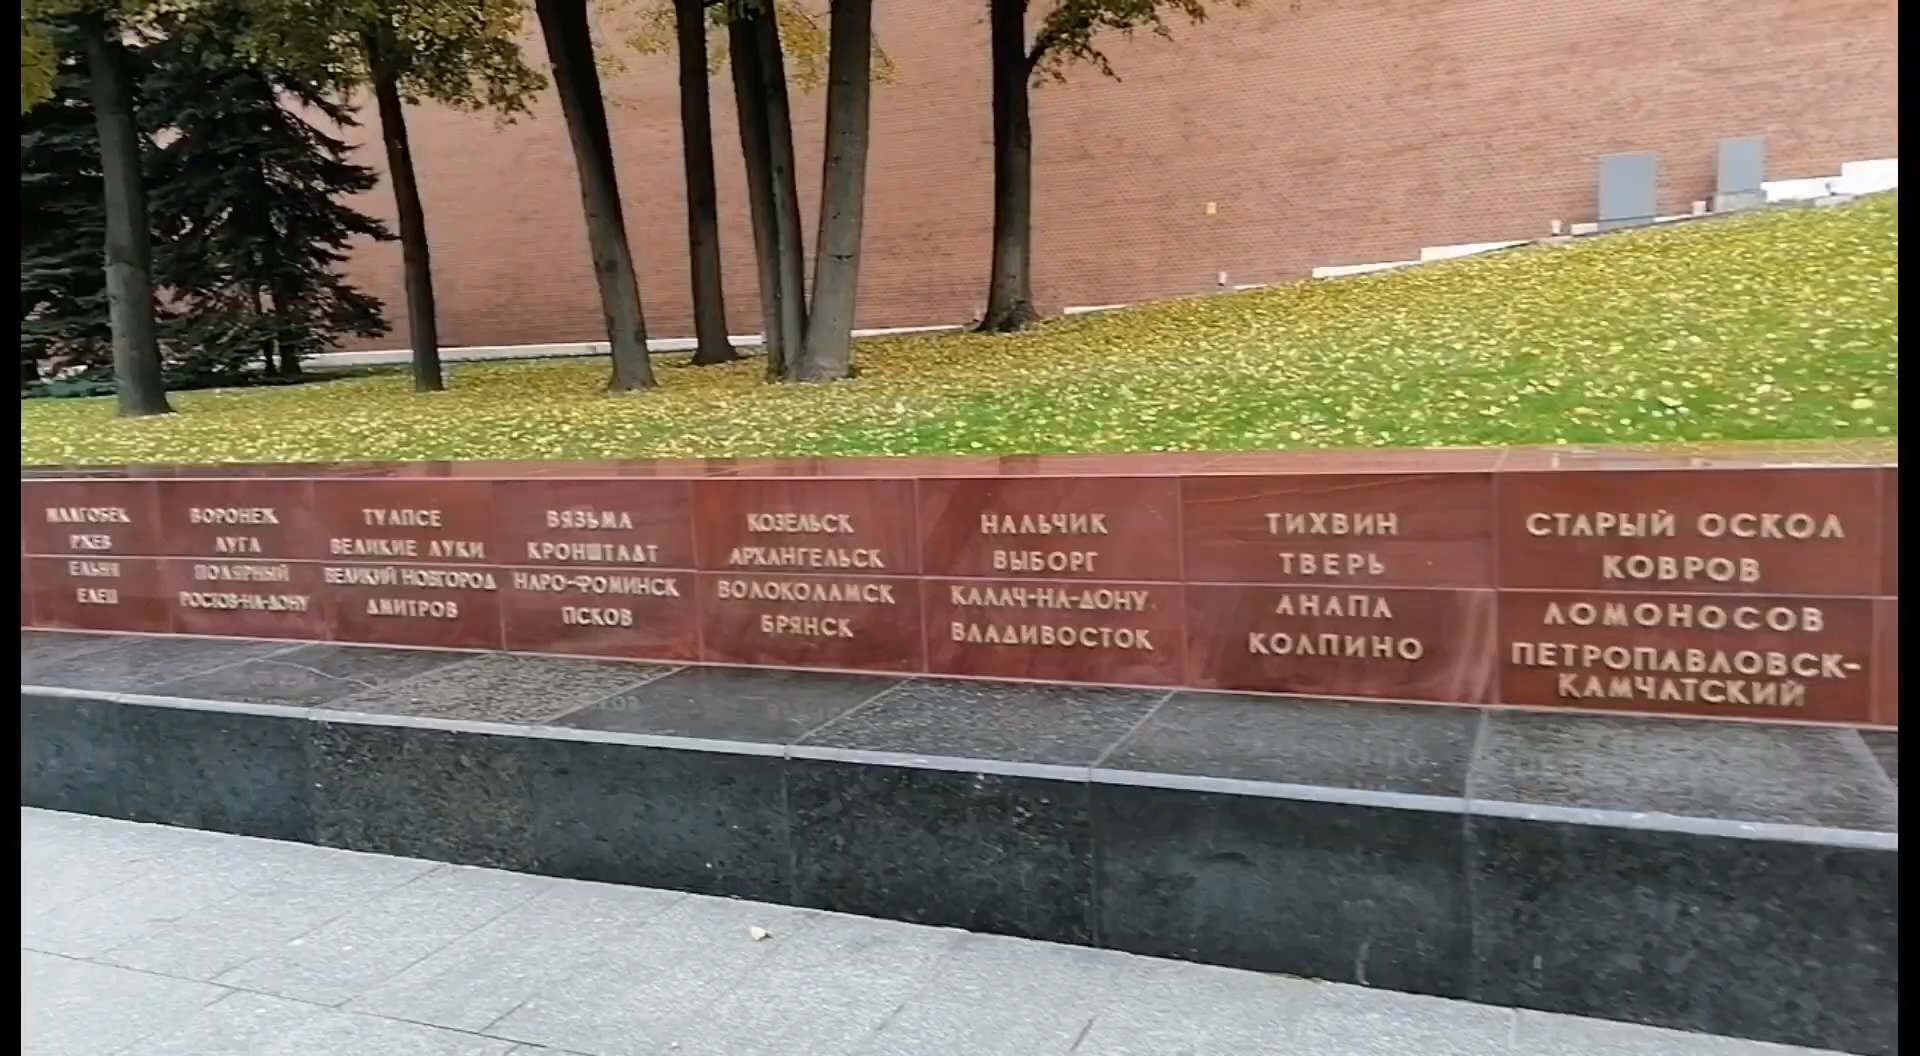 МАЛГОБЕК
РЖЕВ
ЕЛЬНЯ
ЕЛЕЦ
ВОРОНЕЖ
ЛУГА
ПОЛЯРНЫЙ
РОСТОВ-НА-ДОНУ
ТУАПСЕ
ВЕЛИКИЕ ЛУКИ
ВЕЛИКИЙ НОВГОРОД
ДМИТРОВ
ВЯЗЬМА
КРОНШТАДТ
НАРО-ФОМИНСК
ПСКОВ
КОЗЕЛЬСК
АРХАНГЕЛЬСК
ВОЛОКОЛАМСК
БРЯНСК
НАЛЬЧИК
ВЫБОРГ
КАЛАЧ-НА-ДОНУ
ВЛАДИВОСТОК
ТИХВИН
ТВЕРЬ
АНАПА
КОЛПИНО
СТАРЫЙ ОСКОЛ
КОВРОВ
ЛОМОНОСОВ
ПЕТРОПАВЛОВСК-
КАМЧАТСКИЙ